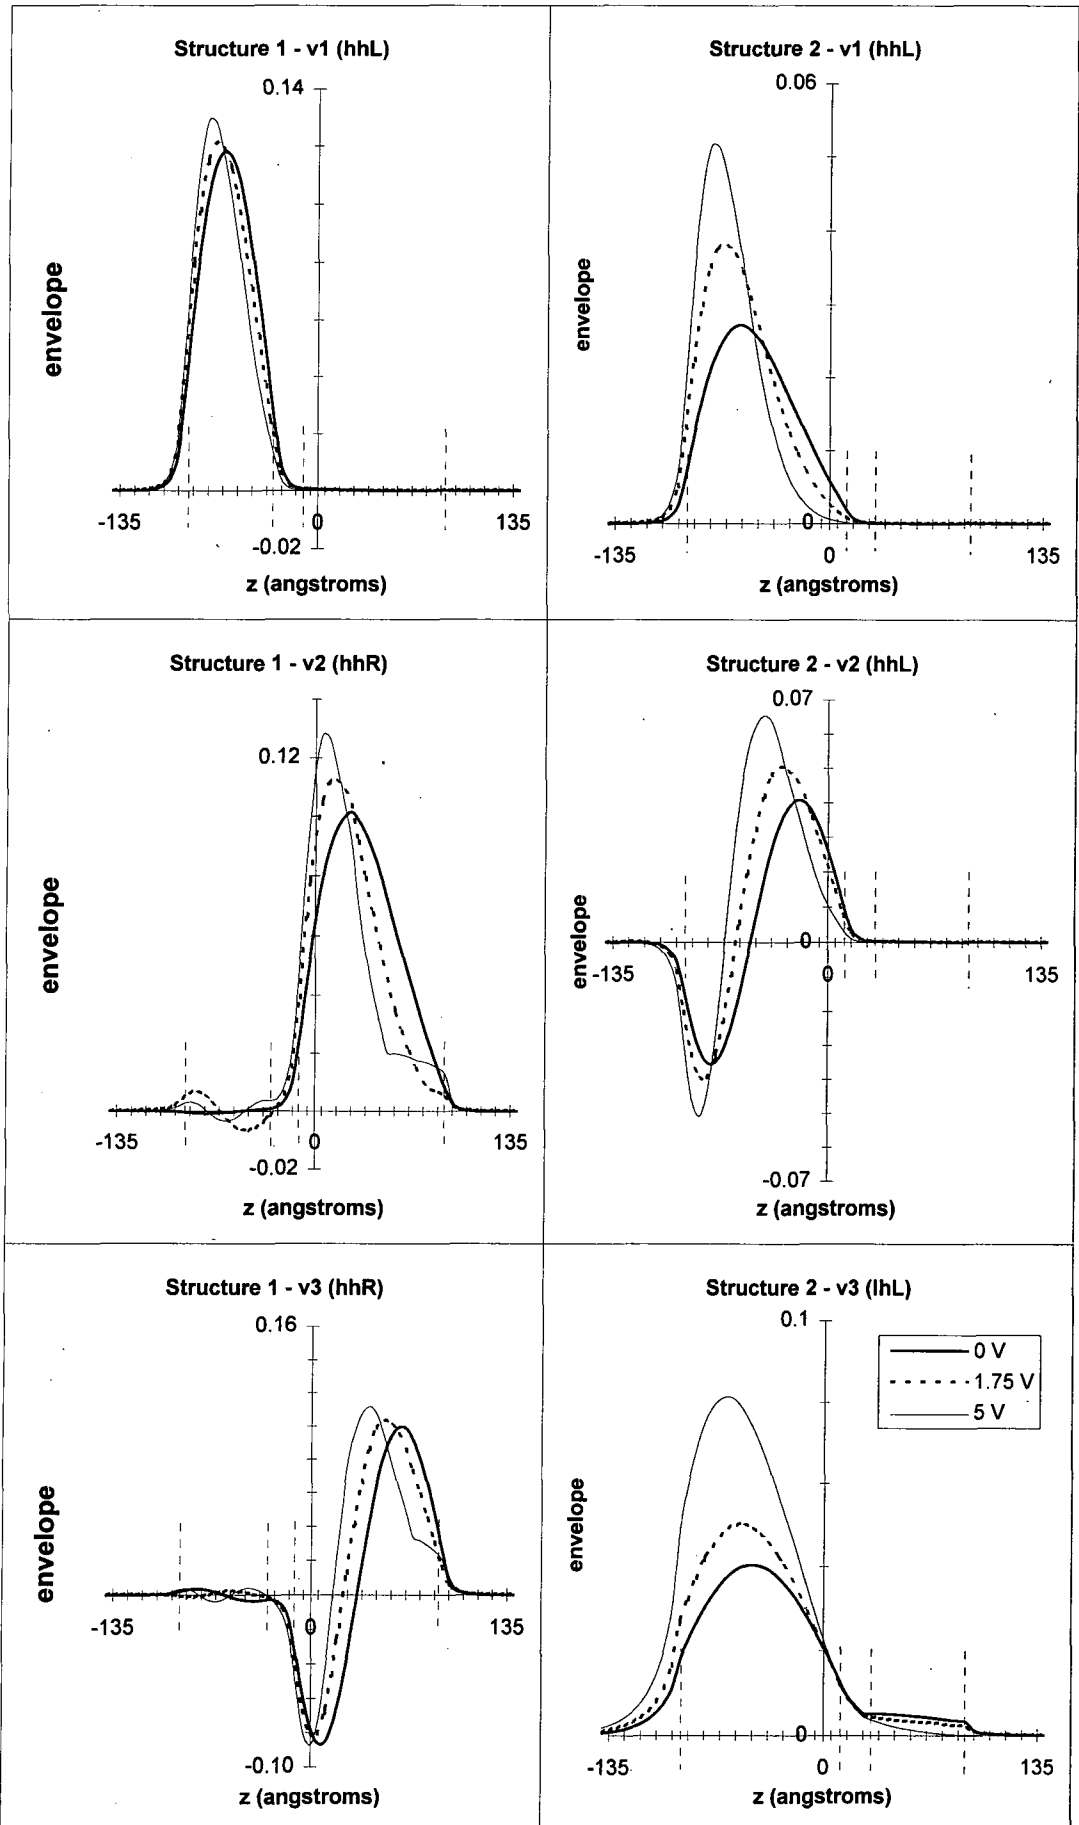 Structure 1 - v1 (hhL)
0.14
envelope
-135
0
135
-0.02
z (angstroms)
Structure 2 - v1 (hhL)
0.06
envelope
0
-135
0
135
z (angstroms)
Structure 1 - v2 (hhR)
0.12
envelope
-135
0
135
-0.02
z (angstroms)
Structure 2 - v2 (hhL)
0.07
envelope
0
-135
0
135
-0.07
z (angstroms)
Structure 1 - v3 (hhR)
0.16
envelope
-135
0
135
-0.10
z (angstroms)
Structure 2 - v3 (lhL)
0.1
0 V
1.75 V
5 V
envelope
0
-135
0
135
z (angstroms)